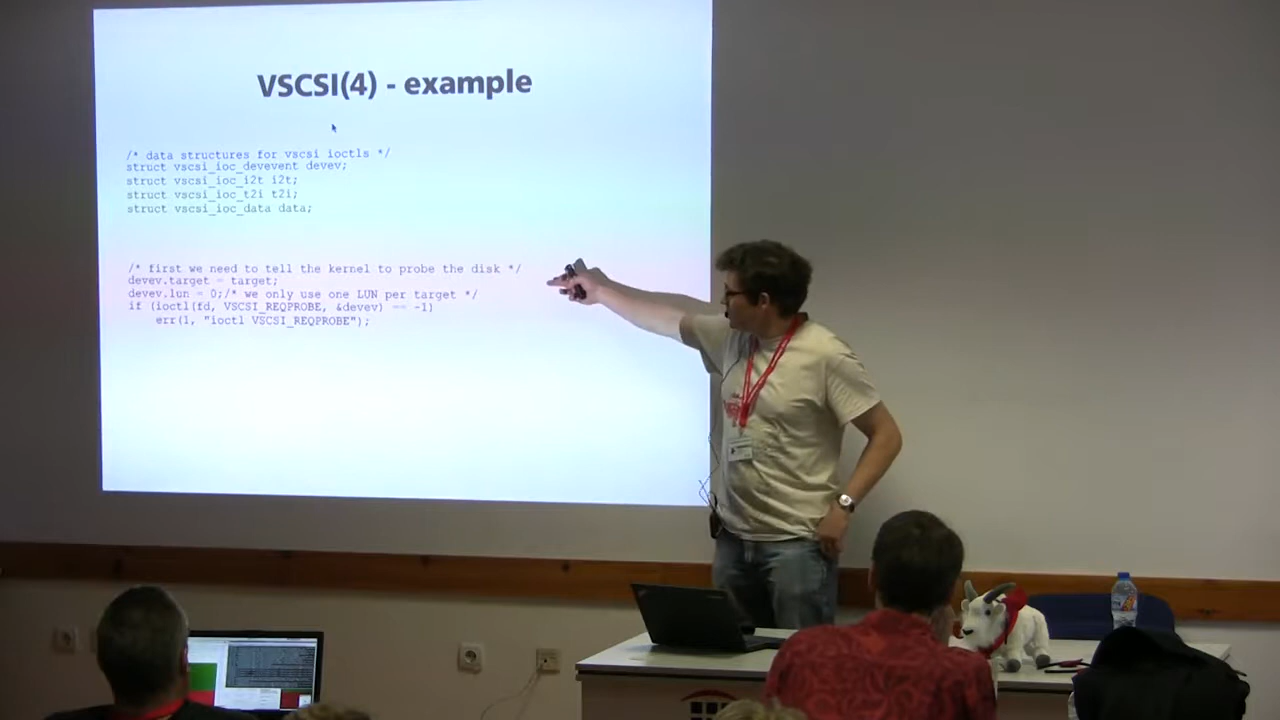 VSCSI(4) - example
/* data structures for vscsi ioctls */
struct vscsi_ioc_devevent devev;
struct vscsi_ioc_i2t i2t;
struct vscsi_ioc_t2i t2i;
struct vscsi_ioc_data data;
/* first we need to tell the kernel to probe the disk */
devev.target = target;
devev.lun = 0;/* we only use one LUN per target */
if (ioctl(fd, VSCSI_REQPROBE, &devev) == -1)
err(1, "ioctl VSCSI_REQPROBE");